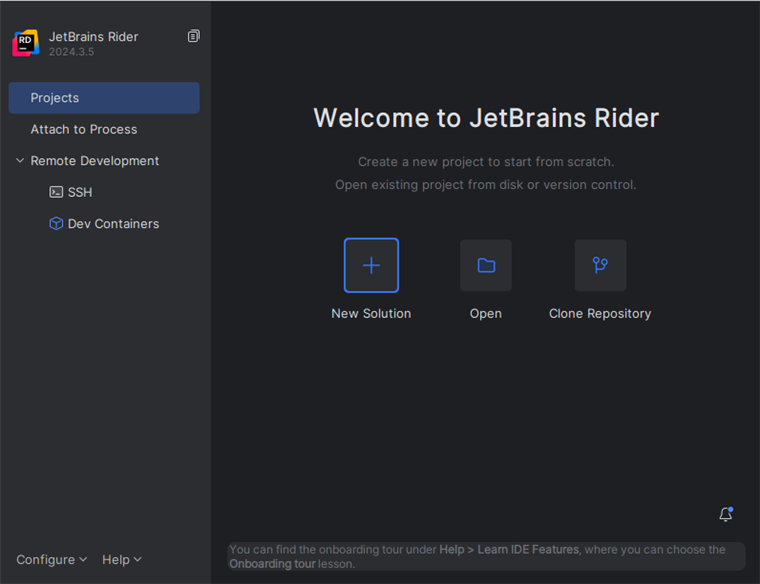 RD
JetBrains Rider
2024.3.5
Projects
Attach to Process
Remote Development
SSH
Dev Containers
Configure
Help
Welcome to JetBrains Rider
Create a new project to start from scratch.
Open existing project from disk or version control.
New Solution
Open
Clone Repository
You can find the onboarding tour under Help > Learn IDE Features, where you can choose the
Onboarding tour lesson.